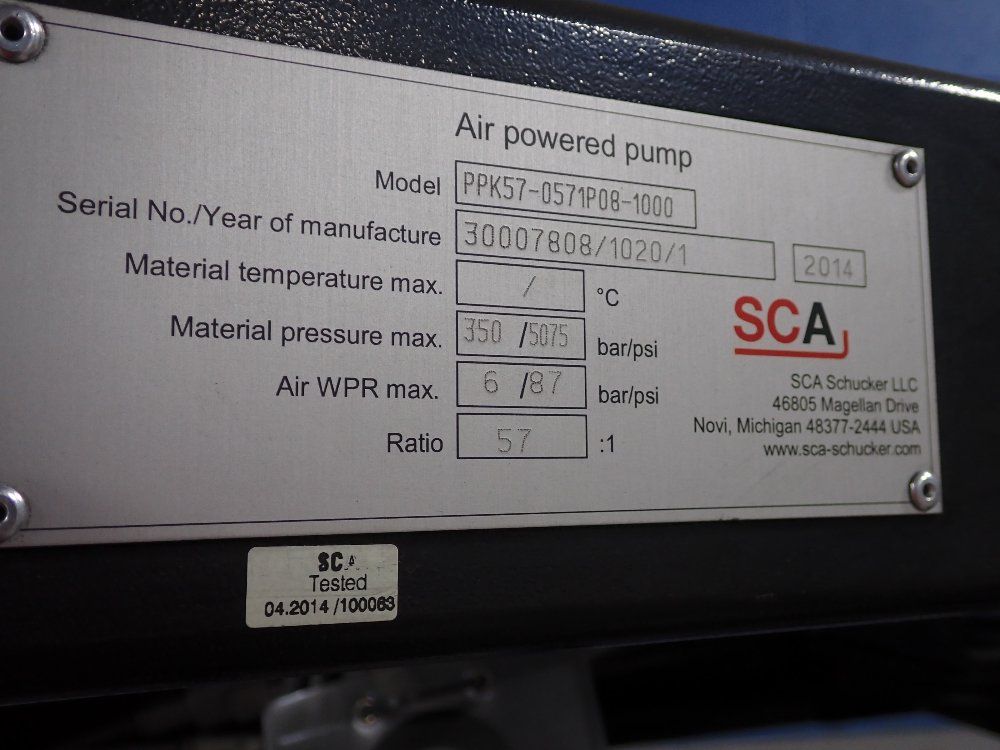 Air powered pump
Model PPK57-0571P08-1000
Serial No./Year of manufacture 30007808/1020/1 2014
Material temperature max. / °C
Material pressure max. 350 /5075 bar/psi
Air WPR max. 6 /87 bar/psi
Ratio 57 :1
SCA
SCA Schucker LLC
46805 Magellan Drive
Novi, Michigan 48377-2444 USA
www.sca-schucker.com
SCA
Tested
04.2014 /100063